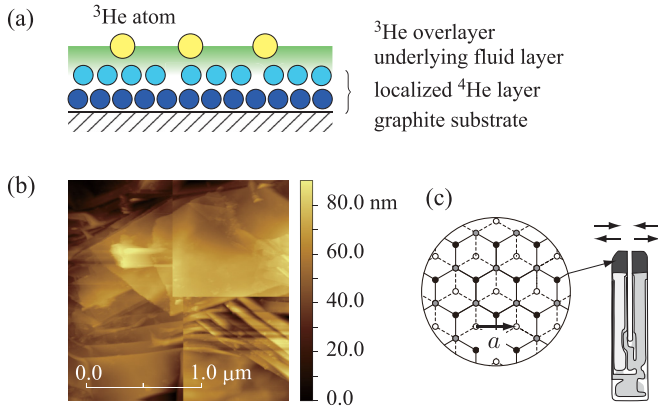 (a)
³He atom
³He overlayer
underlying fluid layer
localized ⁴He layer
graphite substrate
(b)
80.0 nm
60.0
40.0
20.0
0.0
0.0
1.0 μm
(c)
a